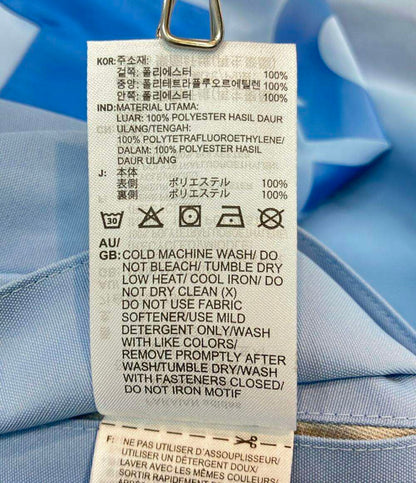 KOR: 주소재:
겉쪽: 폴리에스터 100%
중앙: 폴리테트라플루오르에틸렌 100%
안쪽: 폴리에스터 100%
IND: MATERIAL UTAMA:
LUAR: 100% POLYESTER HASIL DAUR
ULANG/TENGAH:
100% POLYTETRAFLUOROETHYLENE/
DALAM: 100% POLYESTER HASIL
DAUR ULANG
J: 本体
表側 ポリエステル 100%
裏側 ポリエステル 100%
30
AU/
GB: COLD MACHINE WASH/ DO
NOT BLEACH/ TUMBLE DRY
LOW HEAT/ COOL IRON/ DO
NOT DRY CLEAN (X)
DO NOT USE FABRIC
SOFTENER/USE MILD
DETERGENT ONLY/WASH
WITH LIKE COLORS/
REMOVE PROMPTLY AFTER
WASH/TUMBLE DRY/WASH
WITH FASTENERS CLOSED/
DO NOT IRON MOTIF
F: NE PAS UTILISER D'ASSOUPLISSEUR/
UTILISER UN DETERGENT DOUX/
LAVER AVEC LES MÊMES COULEURS/